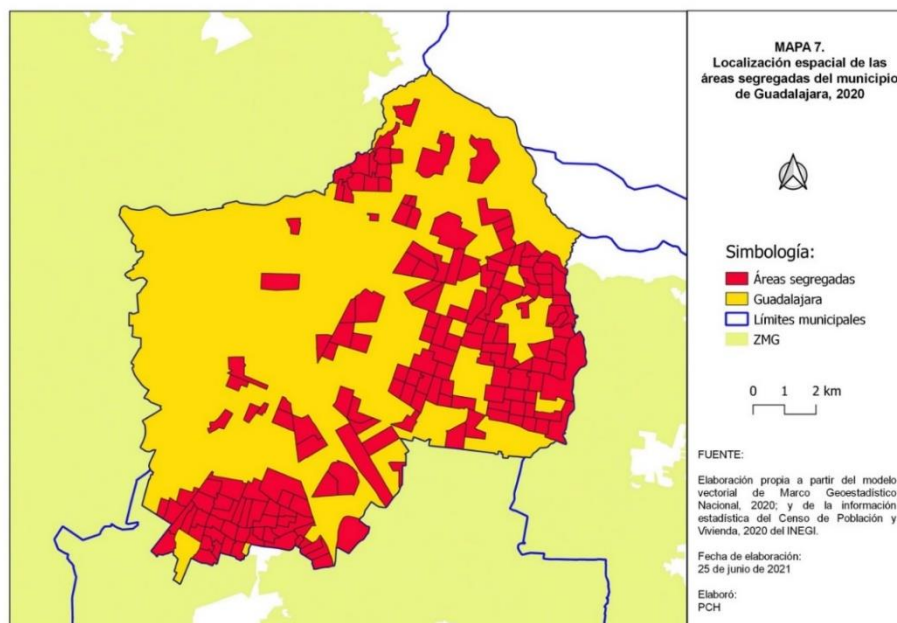 MAPA 7.
Localización espacial de las
áreas segregadas del municipio
de Guadalajara, 2020
Simbología:
Áreas segregadas
Guadalajara
Límites municipales
ZMG
0 1 2 km
FUENTE:
Elaboración propia a partir del modelo
vectorial de Marco Geoestadístico
Nacional, 2020; y de la información
estadística del Censo de Población y
Vivienda, 2020 del INEGI.
Fecha de elaboración:
25 de junio de 2021
Elaboró:
PCH